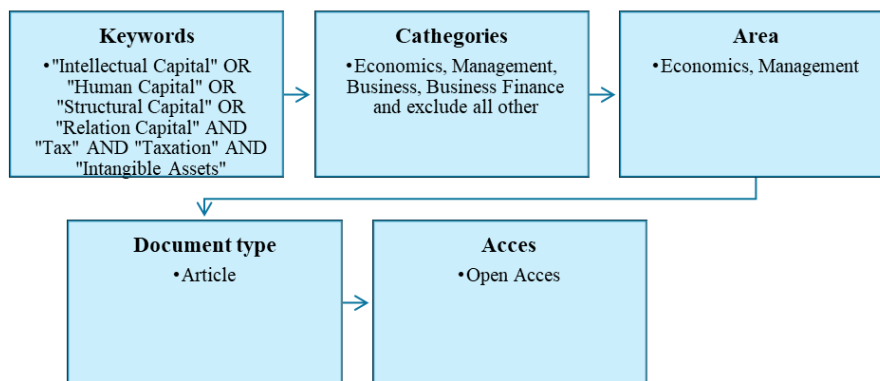 Keywords
•"Intellectual Capital" OR
"Human Capital" OR
"Structural Capital" OR
"Relation Capital" AND
"Tax" AND "Taxation" AND
"Intangible Assets"
Cathegories
•Economics, Management,
Business, Business Finance
and exclude all other
Area
•Economics, Management
Document type
•Article
Acces
•Open Acces